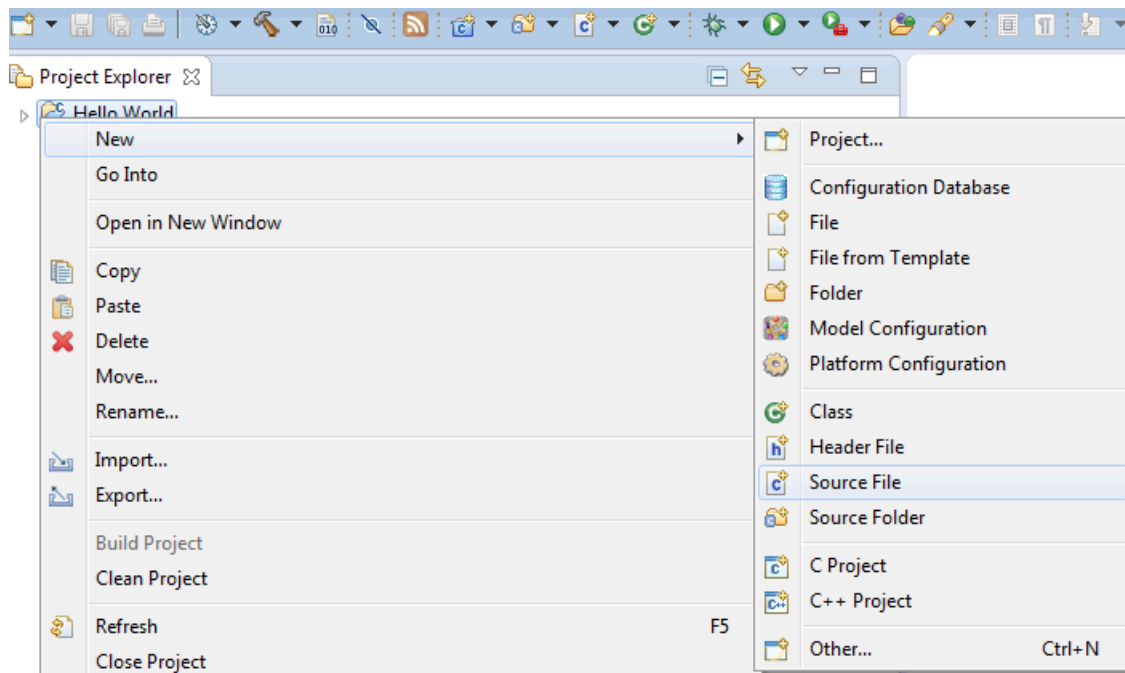 Project Explorer
Hello World
New
Go Into
Open in New Window
Copy
Paste
Delete
Move...
Rename...
Import...
Export...
Build Project
Clean Project
Refresh F5
Close Project
Project...
Configuration Database
File
File from Template
Folder
Model Configuration
Platform Configuration
Class
Header File
Source File
Source Folder
C Project
C++ Project
Other... Ctrl+N